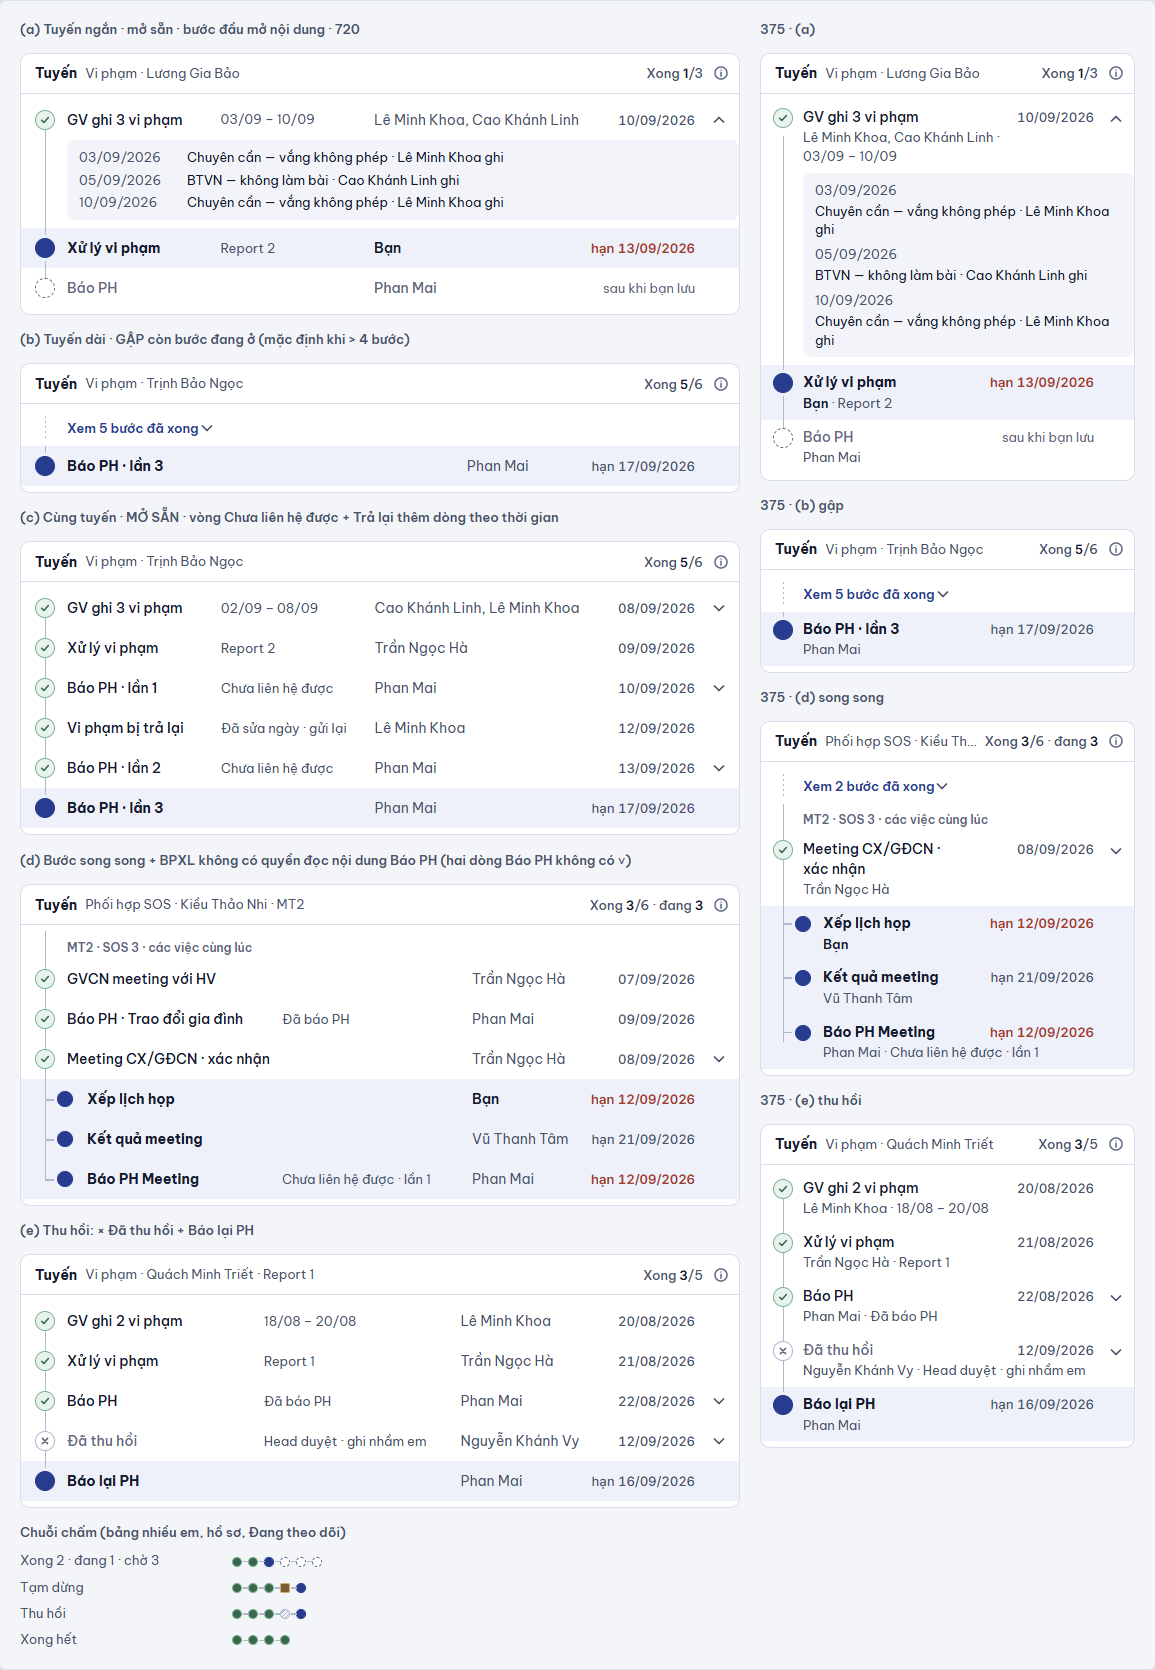 (a) Tuyến ngắn · mở sẵn · bước đầu mở nội dung · 720
Tuyến Vi phạm · Lương Gia Bảo Xong 1/3
GV ghi 3 vi phạm 03/09 – 10/09 Lê Minh Khoa, Cao Khánh Linh 10/09/2026
03/09/2026 Chuyên cần — vắng không phép · Lê Minh Khoa ghi
05/09/2026 BTVN — không làm bài · Cao Khánh Linh ghi
10/09/2026 Chuyên cần — vắng không phép · Lê Minh Khoa ghi
Xử lý vi phạm Report 2 Bạn hạn 13/09/2026
Báo PH Phan Mai sau khi bạn lưu
(b) Tuyến dài · GẬP còn bước đang ở (mặc định khi > 4 bước)
Tuyến Vi phạm · Trịnh Bảo Ngọc Xong 5/6
Xem 5 bước đã xong
Báo PH · lần 3 Phan Mai hạn 17/09/2026
(c) Cùng tuyến · MỞ SẴN · vòng Chưa liên hệ được + Trả lại thêm dòng theo thời gian
Tuyến Vi phạm · Trịnh Bảo Ngọc Xong 5/6
GV ghi 3 vi phạm 02/09 – 08/09 Cao Khánh Linh, Lê Minh Khoa 08/09/2026
Xử lý vi phạm Report 2 Trần Ngọc Hà 09/09/2026
Báo PH · lần 1 Chưa liên hệ được Phan Mai 10/09/2026
Vi phạm bị trả lại Đã sửa ngày · gửi lại Lê Minh Khoa 12/09/2026
Báo PH · lần 2 Chưa liên hệ được Phan Mai 13/09/2026
Báo PH · lần 3 Phan Mai hạn 17/09/2026
(d) Bước song song + BPXL không có quyền đọc nội dung Báo PH (hai dòng Báo PH không có ˅)
Tuyến Phối hợp SOS · Kiều Thảo Nhi · MT2 Xong 3/6 · đang 3
MT2 · SOS 3 · các việc cùng lúc
GVCN meeting với HV Trần Ngọc Hà 07/09/2026
Báo PH · Trao đổi gia đình Đã báo PH Phan Mai 09/09/2026
Meeting CX/GĐCN · xác nhận Trần Ngọc Hà 08/09/2026
Xếp lịch họp Bạn hạn 12/09/2026
Kết quả meeting Vũ Thanh Tâm hạn 21/09/2026
Báo PH Meeting Chưa liên hệ được · lần 1 Phan Mai hạn 12/09/2026
(e) Thu hồi: × Đã thu hồi + Báo lại PH
Tuyến Vi phạm · Quách Minh Triết · Report 1 Xong 3/5
GV ghi 2 vi phạm 18/08 – 20/08 Lê Minh Khoa 20/08/2026
Xử lý vi phạm Report 1 Trần Ngọc Hà 21/08/2026
Báo PH Đã báo PH Phan Mai 22/08/2026
Đã thu hồi Head duyệt · ghi nhầm em Nguyễn Khánh Vy 12/09/2026
Báo lại PH Phan Mai hạn 16/09/2026
Chuỗi chấm (bảng nhiều em, hồ sơ, Đang theo dõi)
Xong 2 · đang 1 · chờ 3
Tạm dừng
Thu hồi
Xong hết
375 · (a)
Tuyến Vi phạm · Lương Gia Bảo Xong 1/3
GV ghi 3 vi phạm 10/09/2026
Lê Minh Khoa, Cao Khánh Linh ·
03/09 – 10/09
03/09/2026
Chuyên cần — vắng không phép · Lê Minh Khoa
ghi
05/09/2026
BTVN — không làm bài · Cao Khánh Linh ghi
10/09/2026
Chuyên cần — vắng không phép · Lê Minh Khoa
ghi
Xử lý vi phạm hạn 13/09/2026
Bạn · Report 2
Báo PH sau khi bạn lưu
Phan Mai
375 · (b) gập
Tuyến Vi phạm · Trịnh Bảo Ngọc Xong 5/6
Xem 5 bước đã xong
Báo PH · lần 3 hạn 17/09/2026
Phan Mai
375 · (d) song song
Tuyến Phối hợp SOS · Kiều Th... Xong 3/6 · đang 3
Xem 2 bước đã xong
MT2 · SOS 3 · các việc cùng lúc
Meeting CX/GĐCN · 08/09/2026
xác nhận
Trần Ngọc Hà
Xếp lịch họp hạn 12/09/2026
Bạn
Kết quả meeting hạn 21/09/2026
Vũ Thanh Tâm
Báo PH Meeting hạn 12/09/2026
Phan Mai · Chưa liên hệ được · lần 1
375 · (e) thu hồi
Tuyến Vi phạm · Quách Minh Triết Xong 3/5
GV ghi 2 vi phạm 20/08/2026
Lê Minh Khoa · 18/08 – 20/08
Xử lý vi phạm 21/08/2026
Trần Ngọc Hà · Report 1
Báo PH 22/08/2026
Phan Mai · Đã báo PH
Đã thu hồi 12/09/2026
Nguyễn Khánh Vy · Head duyệt · ghi nhầm em
Báo lại PH hạn 16/09/2026
Phan Mai